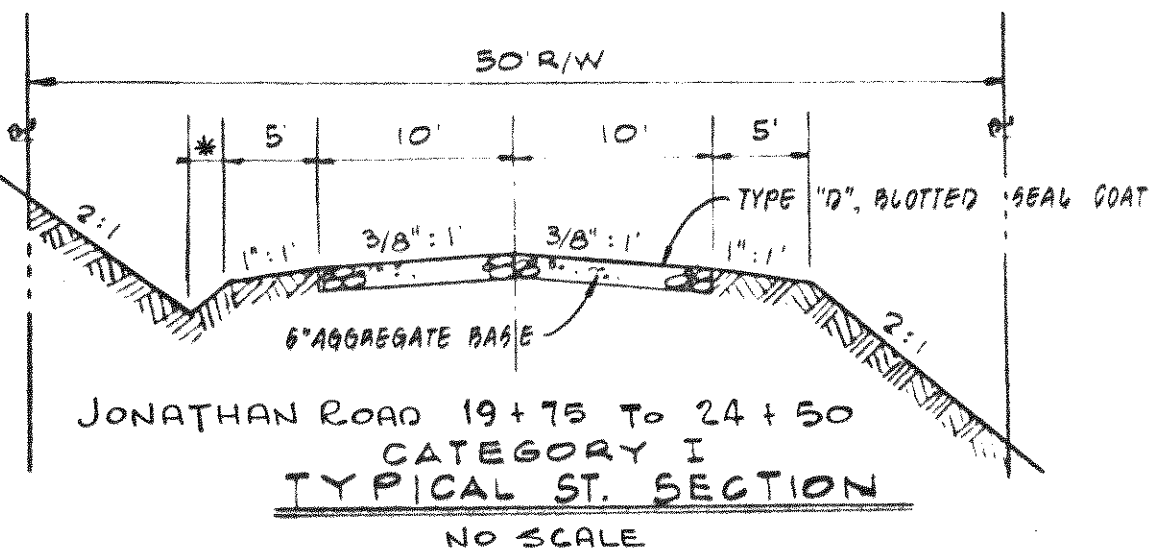 50' R/W
* 5' 10' 10' 5'
TYPE "D", BLOTTED SEAL COAT
2:1 1":1' 3/8":1' 3/8":1' 1":1'
6" AGGREGATE BASE
2:1
JONATHAN ROAD 19+75 TO 24+50
CATEGORY I
TYPICAL ST. SECTION
NO SCALE